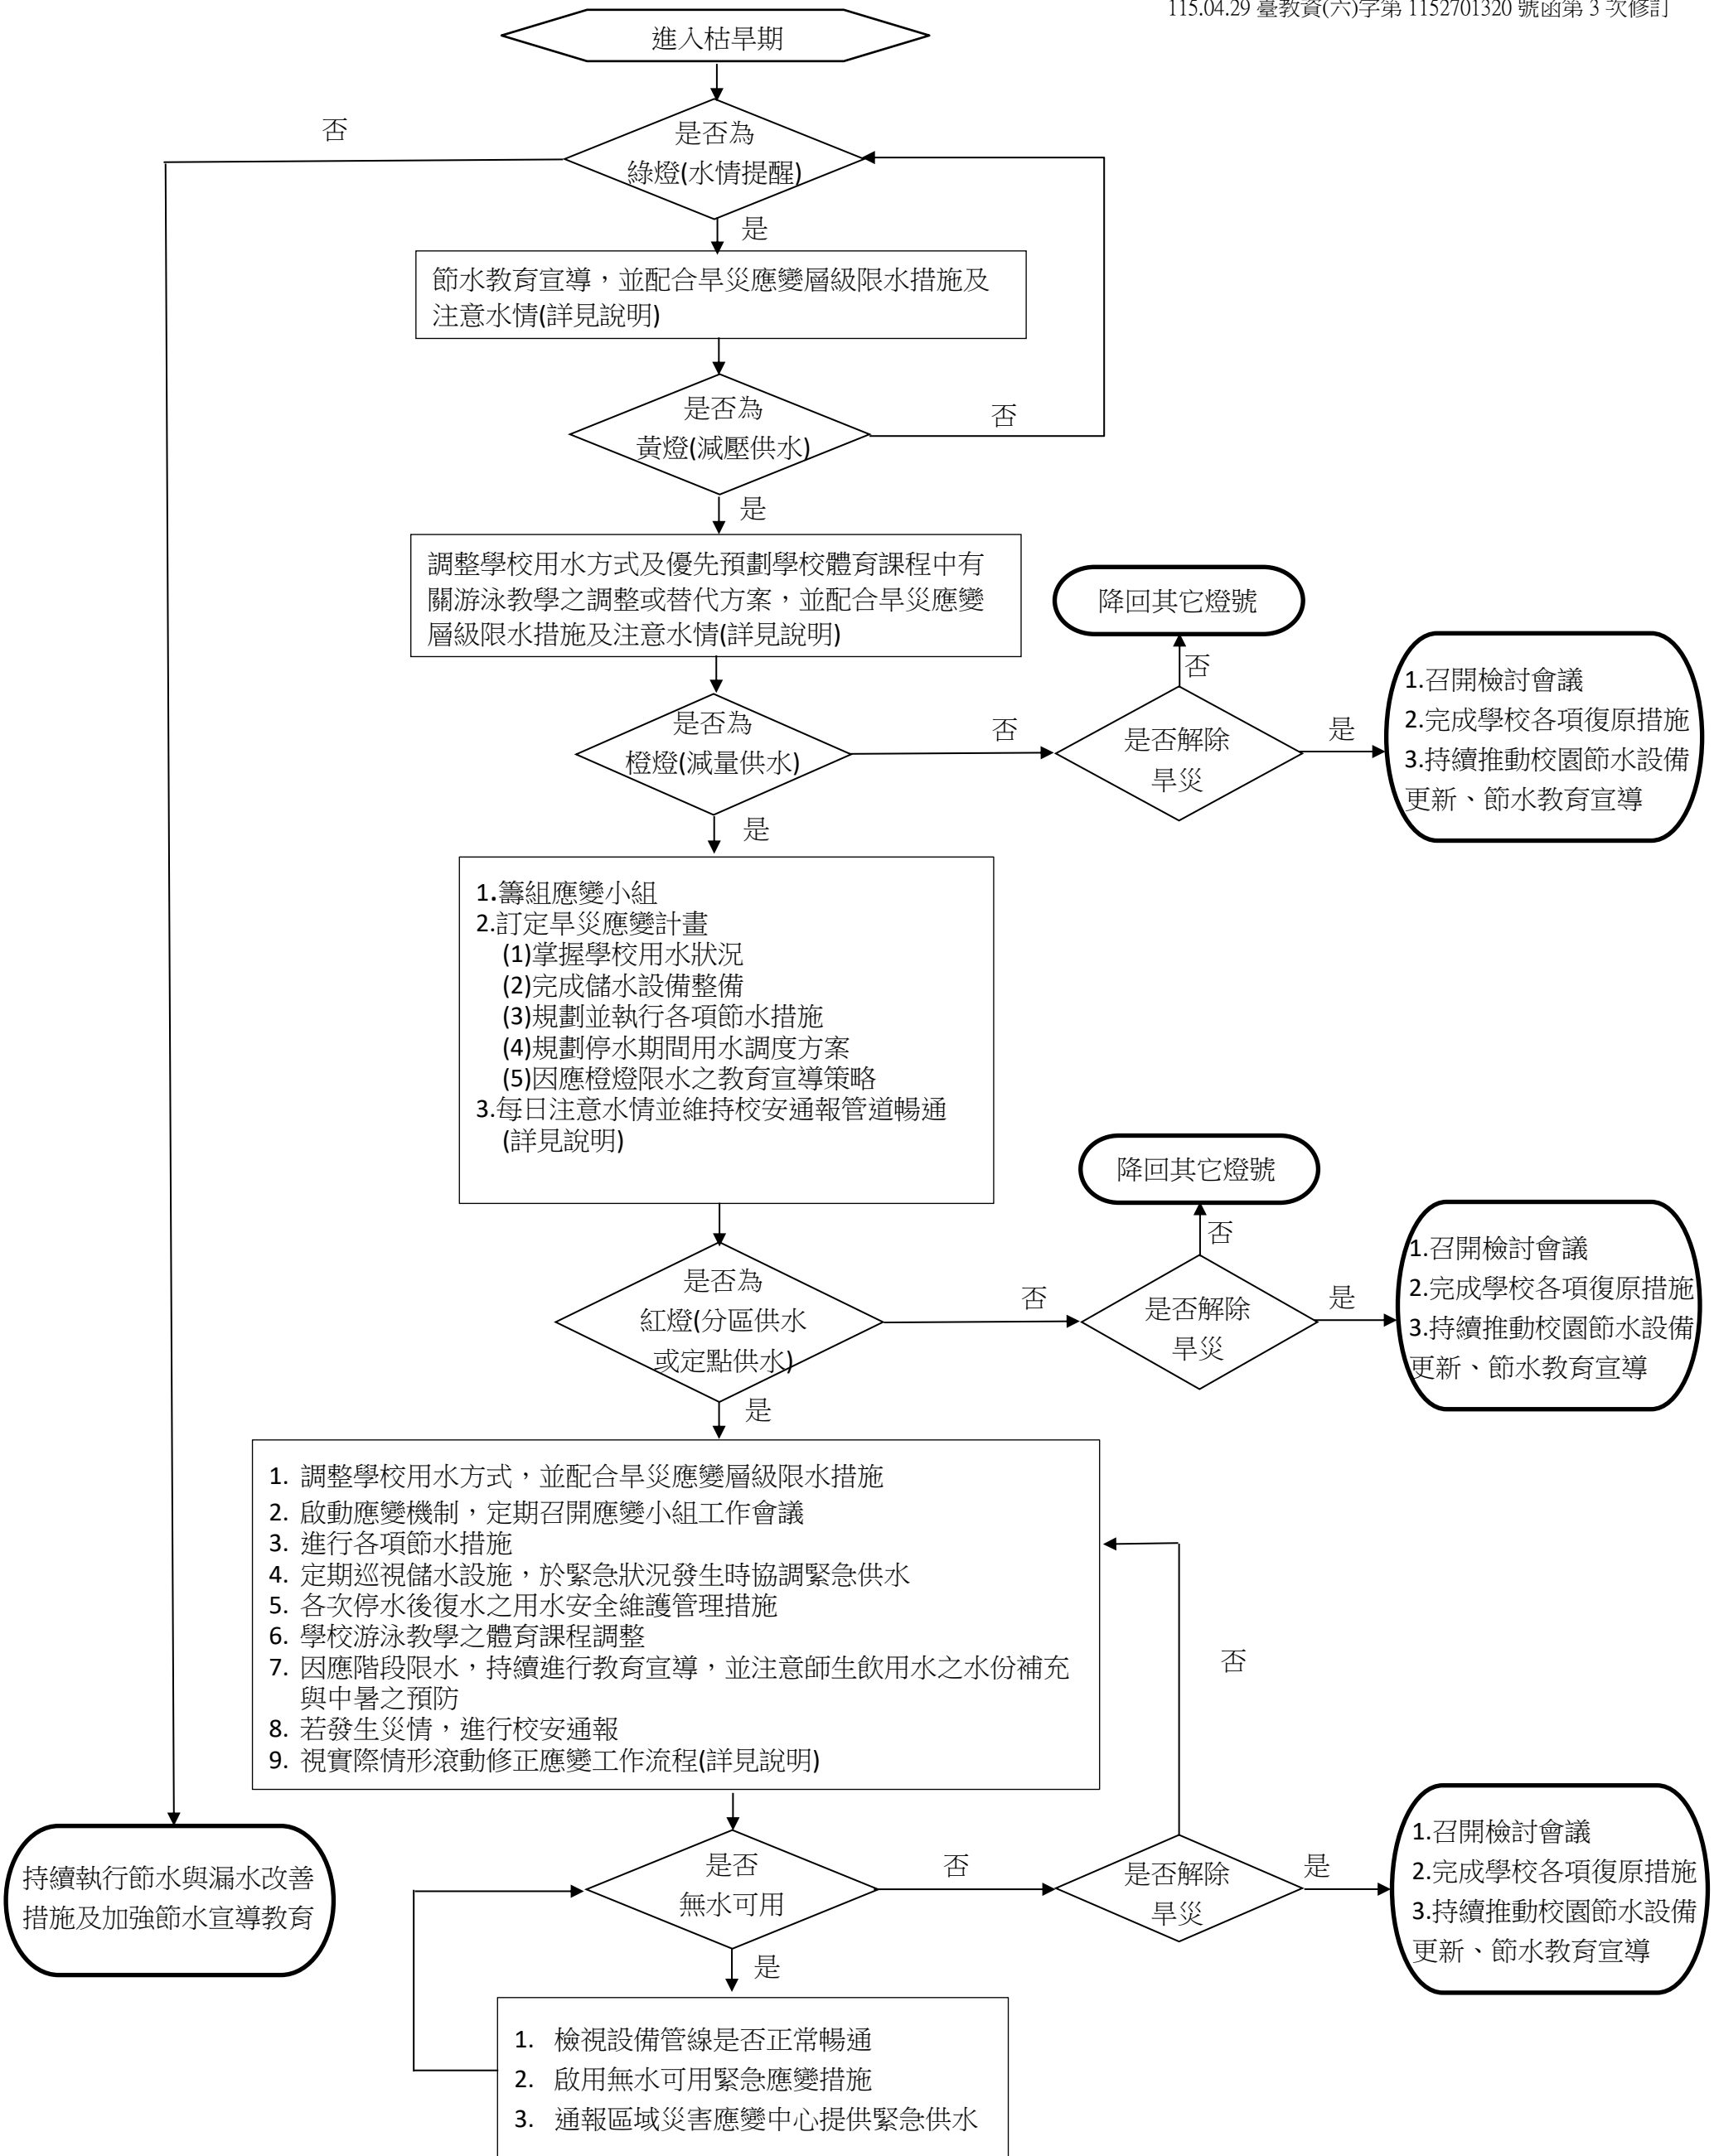 115.04.29 臺教資(六)字第 1152701320 號函第 3 次修訂
進入枯旱期
是否為
綠燈(水情提醒)
否
是
節水教育宣導，並配合旱災應變層級限水措施及
注意水情(詳見說明)
是否為
黃燈(減壓供水)
否
是
調整學校用水方式及優先預劃學校體育課程中有
關游泳教學之調整或替代方案，並配合旱災應變
層級限水措施及注意水情(詳見說明)
是否為
橙燈(減量供水)
否
是否解除
旱災
否
降回其它燈號
是
1.召開檢討會議
2.完成學校各項復原措施
3.持續推動校園節水設備
更新、節水教育宣導
是
1.籌組應變小組
2.訂定旱災應變計畫
(1)掌握學校用水狀況
(2)完成儲水設備整備
(3)規劃並執行各項節水措施
(4)規劃停水期間用水調度方案
(5)因應橙燈限水之教育宣導策略
3.每日注意水情並維持校安通報管道暢通
(詳見說明)
是否為
紅燈(分區供水
或定點供水)
否
是否解除
旱災
否
降回其它燈號
是
1.召開檢討會議
2.完成學校各項復原措施
3.持續推動校園節水設備
更新、節水教育宣導
是
1. 調整學校用水方式，並配合旱災應變層級限水措施
2. 啟動應變機制，定期召開應變小組工作會議
3. 進行各項節水措施
4. 定期巡視儲水設施，於緊急狀況發生時協調緊急供水
5. 各次停水後復水之用水安全維護管理措施
6. 學校游泳教學之體育課程調整
7. 因應階段限水，持續進行教育宣導，並注意師生飲用水之水份補充
與中暑之預防
8. 若發生災情，進行校安通報
9. 視實際情形滾動修正應變工作流程(詳見說明)
是否
無水可用
否
是否解除
旱災
否
是
1.召開檢討會議
2.完成學校各項復原措施
3.持續推動校園節水設備
更新、節水教育宣導
持續執行節水與漏水改善
措施及加強節水宣導教育
是
1. 檢視設備管線是否正常暢通
2. 啟用無水可用緊急應變措施
3. 通報區域災害應變中心提供緊急供水